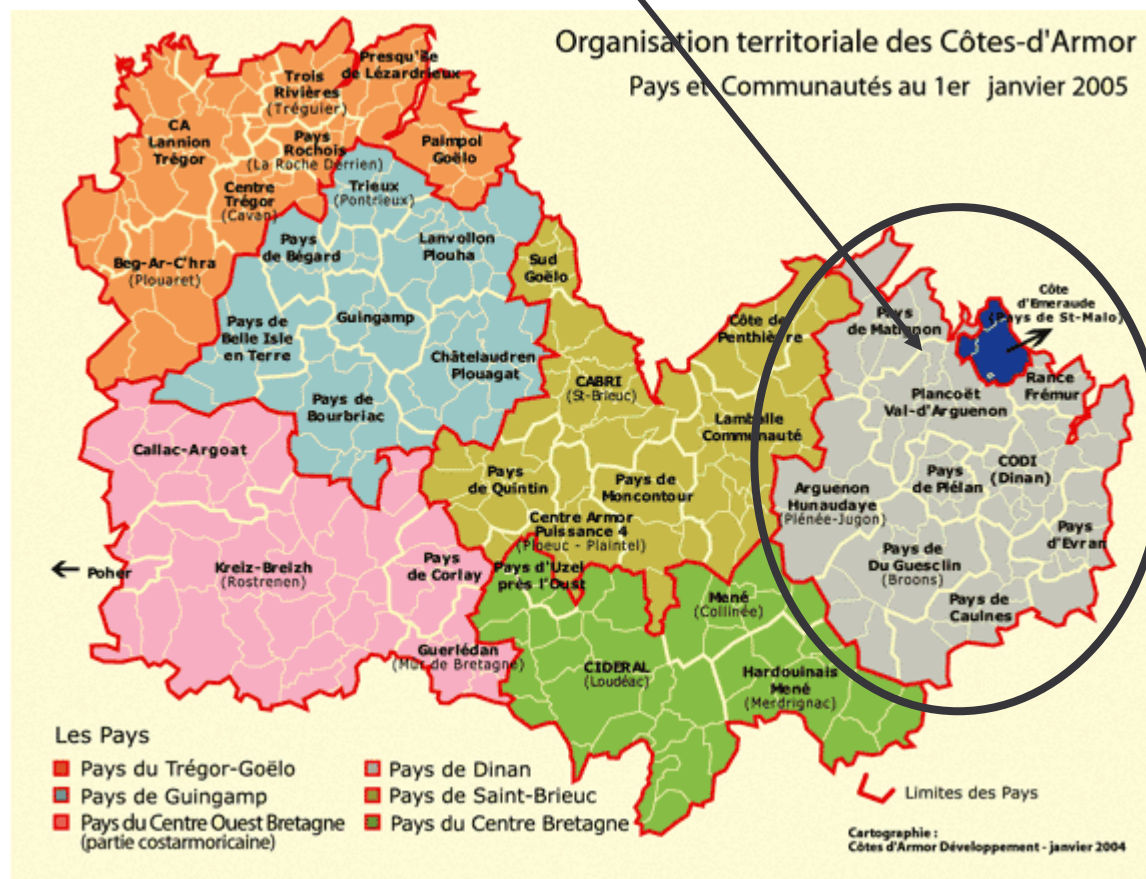 Organisation territoriale des Côtes-d'Armor
Pays et Communautés au 1er janvier 2005
Presqu'île
de Lézardrieux
Trois
Rivières
(Tréguier)
CA
Lannion
Trégor
Pays
Rochois
(La Roche Derrien)
Paimpol
Goëlo
Centre
Trégor
(Cavan)
Trieux
(Pontrieux)
Beg-Ar-C'hra
(Plouaret)
Pays
de Bégard
Lanvollon
Plouha
Sud
Goëlo
Pays de
Belle Isle
en Terre
Guingamp
Châtelaudren
Plouagat
Pays de
Bourbriac
Côte de
Penthièvre
CABRI
(St-Brieuc)
Lamballe
Communauté
Pays
de Matignon
Côte
d'Emeraude
(Pays de St-Malo)
Rance
Frémur
Plancoët
Val-d'Arguenon
Callac-Argoat
Pays
de Quintin
Pays de
Moncontour
Arguenon
Hunaudaye
(Plénée-Jugon)
Pays
de Plélan
CODI
(Dinan)
Centre Armor
Puissance 4
(Ploeuc - Plaintel)
Pays
d'Evran
Pays de
Du Guesclin
(Broons)
Pays de
Caulnes
Poher
Kreiz-Breizh
(Rostrenen)
Pays
de Corlay
Pays d'Uzel
près l'Oust
Mené
(Collinée)
Guerlédan
(Mur de Bretagne)
CIDERAL
(Loudéac)
Hardouinais
Mené
(Merdrignac)
Les Pays
Pays du Trégor-Goëlo
Pays de Guingamp
Pays du Centre Ouest Bretagne
(partie costarmoricaine)
Pays de Dinan
Pays de Saint-Brieuc
Pays du Centre Bretagne
Limites des Pays
Cartographie :
Côtes d'Armor Développement - janvier 2004